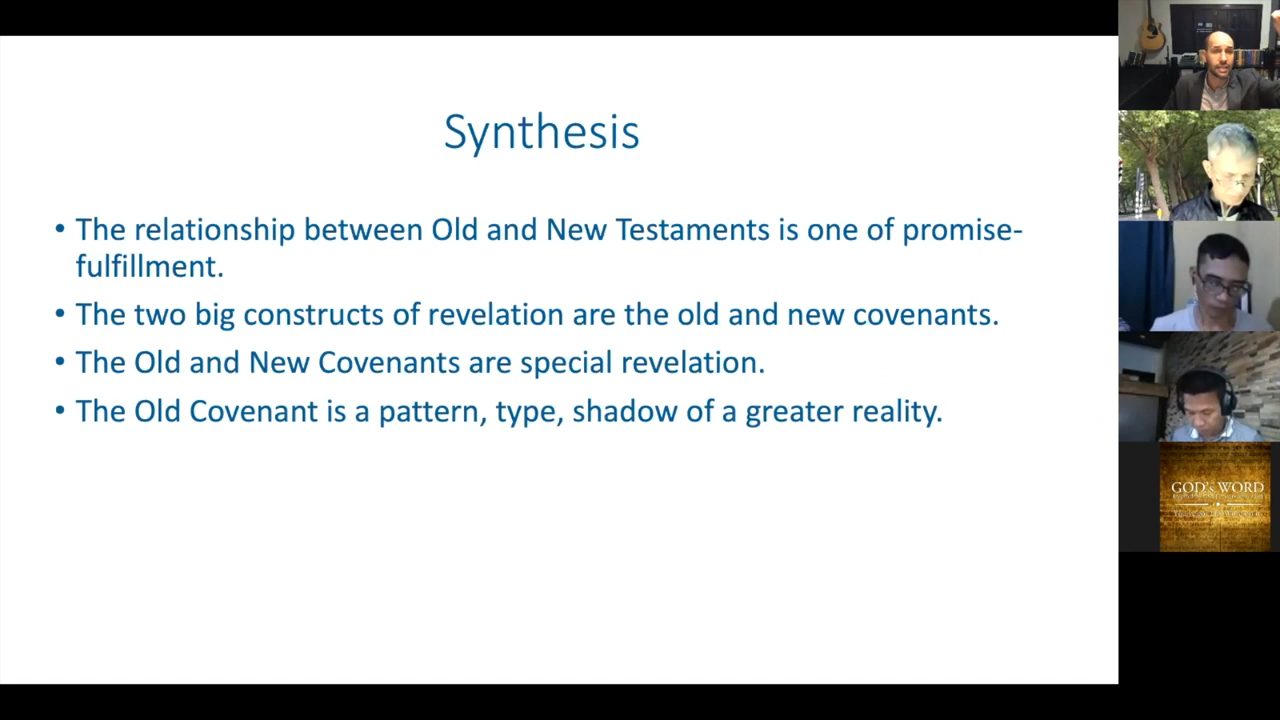 Synthesis
• The relationship between Old and New Testaments is one of promise-
fulfillment.
• The two big constructs of revelation are the old and new covenants.
• The Old and New Covenants are special revelation.
• The Old Covenant is a pattern, type, shadow of a greater reality.
GOD's WORD